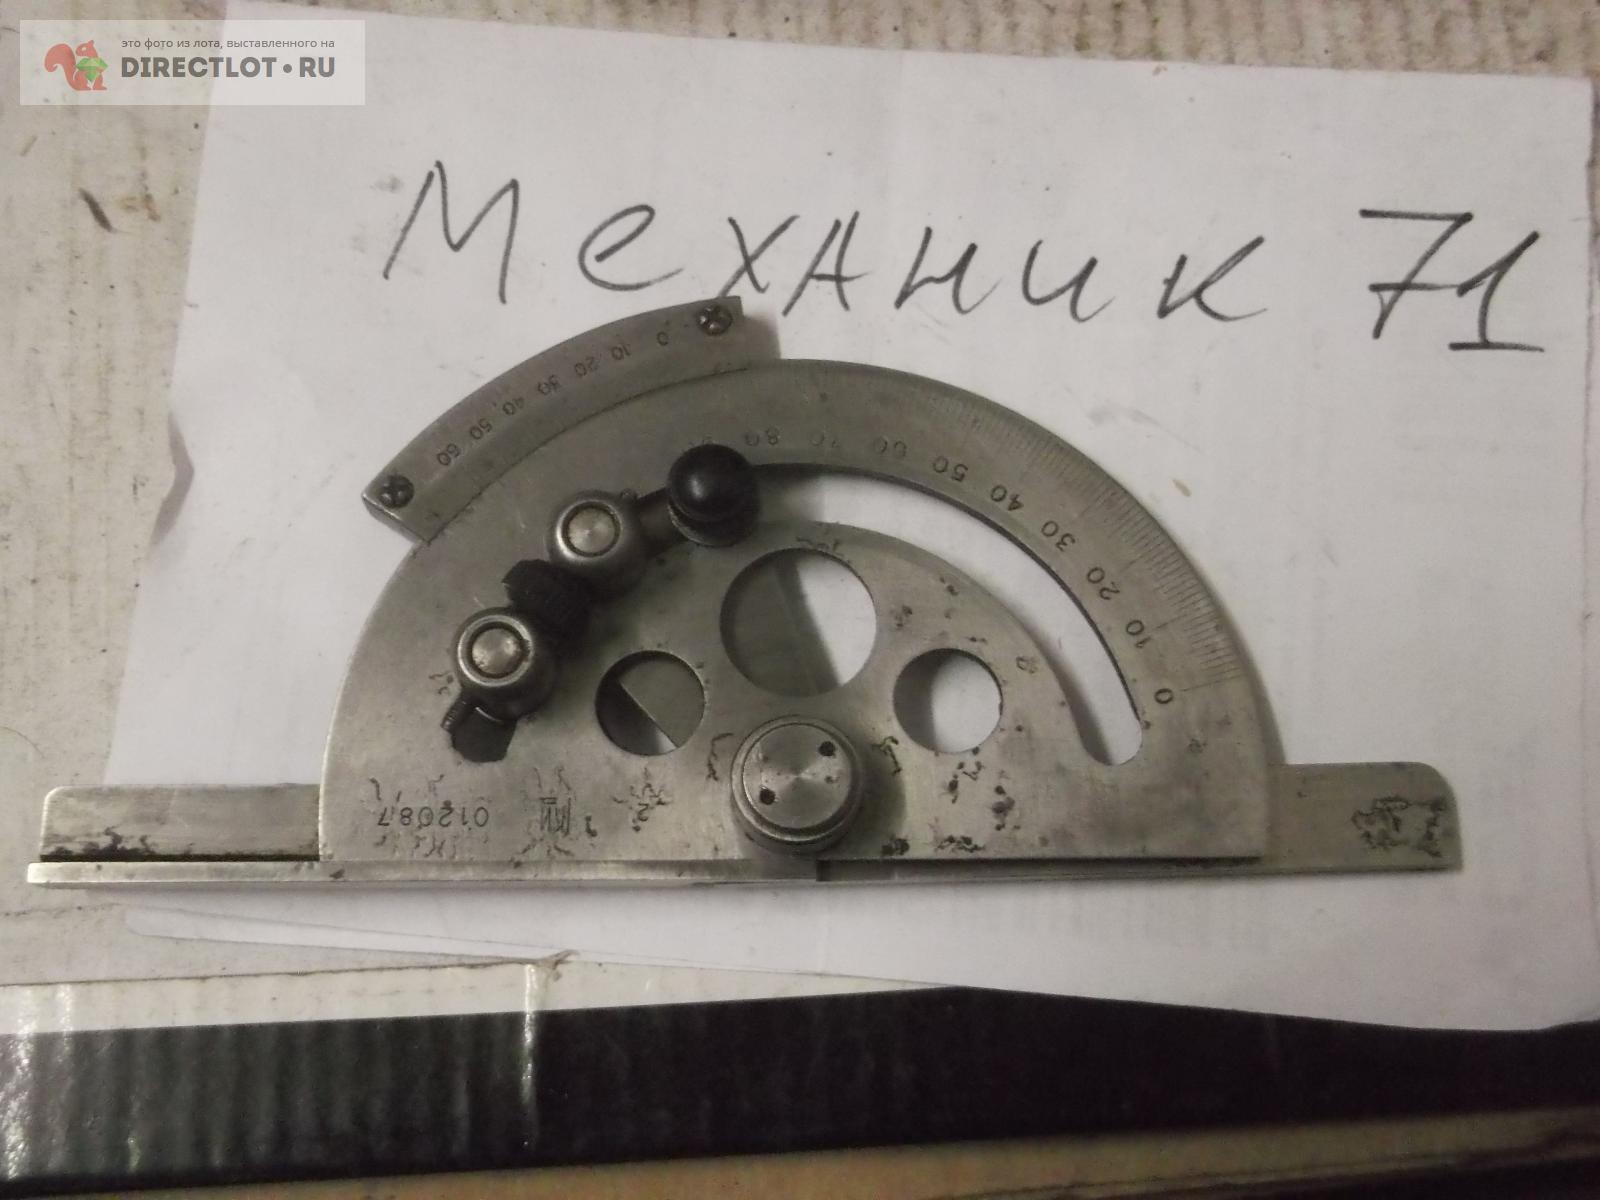 это фото из лота, выставленного на
DIRECTLOT•RU
Механик 71
0 10 20 30 40 50 60
80 70 60 50 40 30 20 10 0
012087